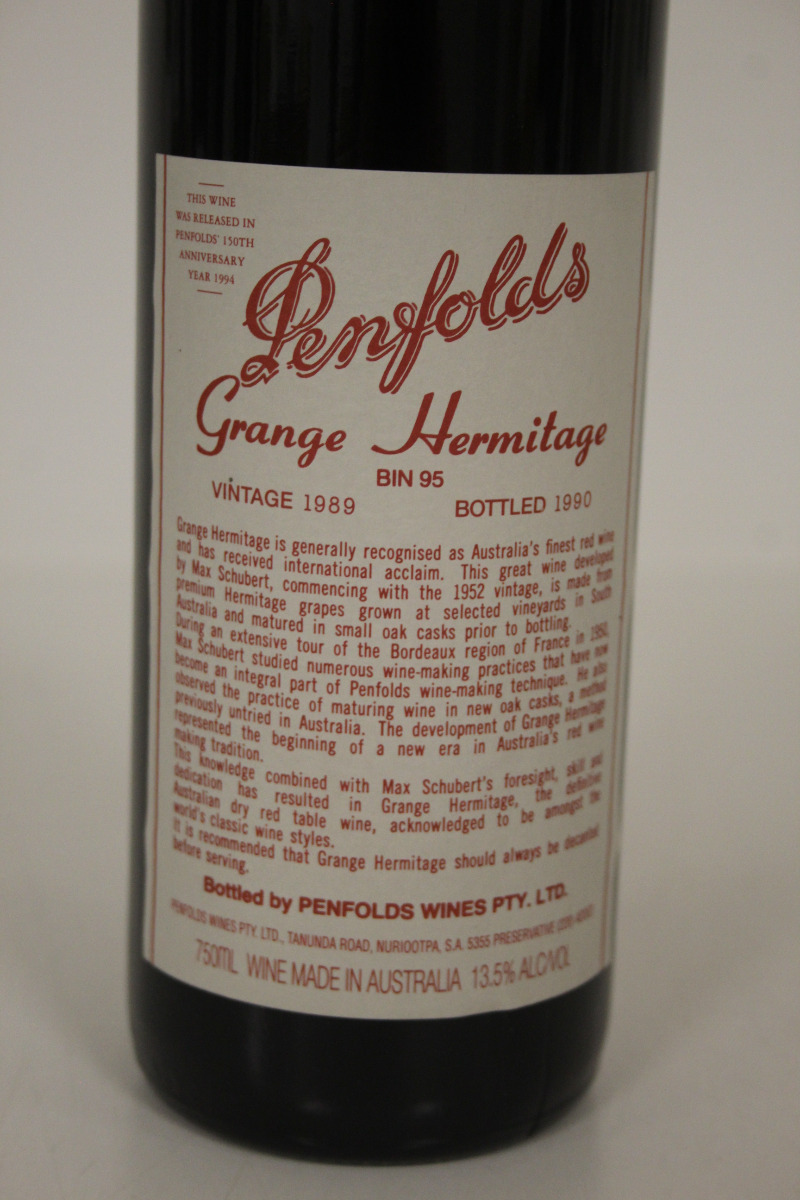 THIS WINE
WAS RELEASED IN
PENFOLDS' 150TH
ANNIVERSARY
YEAR 1994
Penfolds
Grange Hermitage
BIN 95
VINTAGE 1989 BOTTLED 1990
Grange Hermitage is generally recognised as Australia's finest red wine
and has received international acclaim. This great wine developed
by Max Schubert, commencing with the 1952 vintage, is made from
premium Hermitage grapes grown at selected vineyards in South
Australia and matured in small oak casks prior to bottling.
During an extensive tour of the Bordeaux region of France in 1950,
Max Schubert studied numerous wine-making practices that have now
become an integral part of Penfolds wine-making technique. He also
observed the practice of maturing wine in new oak casks, a method
previously untried in Australia. The development of Grange Hermitage
represented the beginning of a new era in Australia's red wine
making tradition.
This knowledge combined with Max Schubert's foresight, skill and
dedication has resulted in Grange Hermitage, the definitive
Australian dry red table wine, acknowledged to be amongst the
world's classic wine styles.
It is recommended that Grange Hermitage should always be decanted
before serving.
Bottled by PENFOLDS WINES PTY. LTD.
PENFOLDS WINES PTY. LTD., TANUNDA ROAD, NURIOOTPA, S.A. 5355 PRESERVATIVE (220) ADDED
750ML WINE MADE IN AUSTRALIA 13.5% ALC/VOL